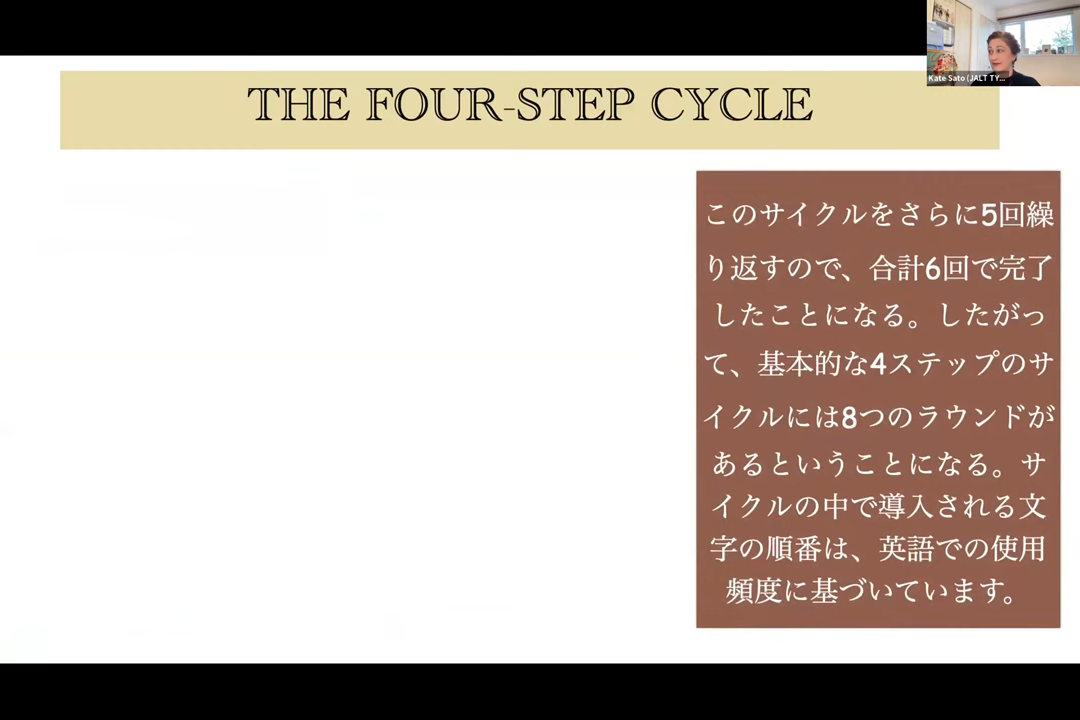 THE FOUR-STEP CYCLE
Kate Sato (JALT TY...
このサイクルをさらに5回繰
り返すので、合計6回で完了
したことになる。したがっ
て、基本的な4ステップのサ
イクルには8つのラウンドが
あるということになる。サ
イクルの中で導入される文
字の順番は、英語での使用
頻度に基づいています。